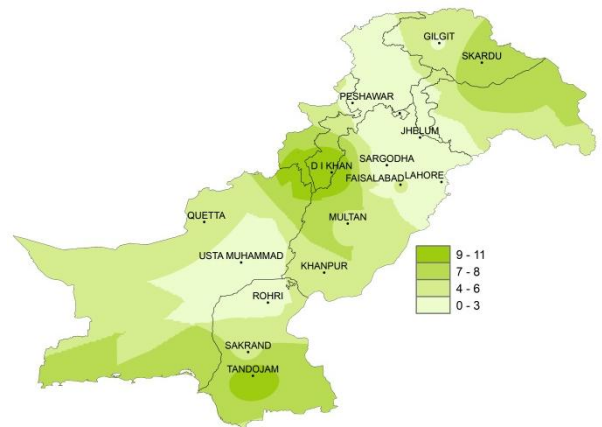 GILGIT
SKARDU
PESHAWAR
JHELUM
SARGODHA
D I KHAN
FAISALABAD
LAHORE
QUETTA
MULTAN
USTA MUHAMMAD
KHANPUR
ROHRI
SAKRAND
TANDOJAM
9 - 11
7 - 8
4 - 6
0 - 3